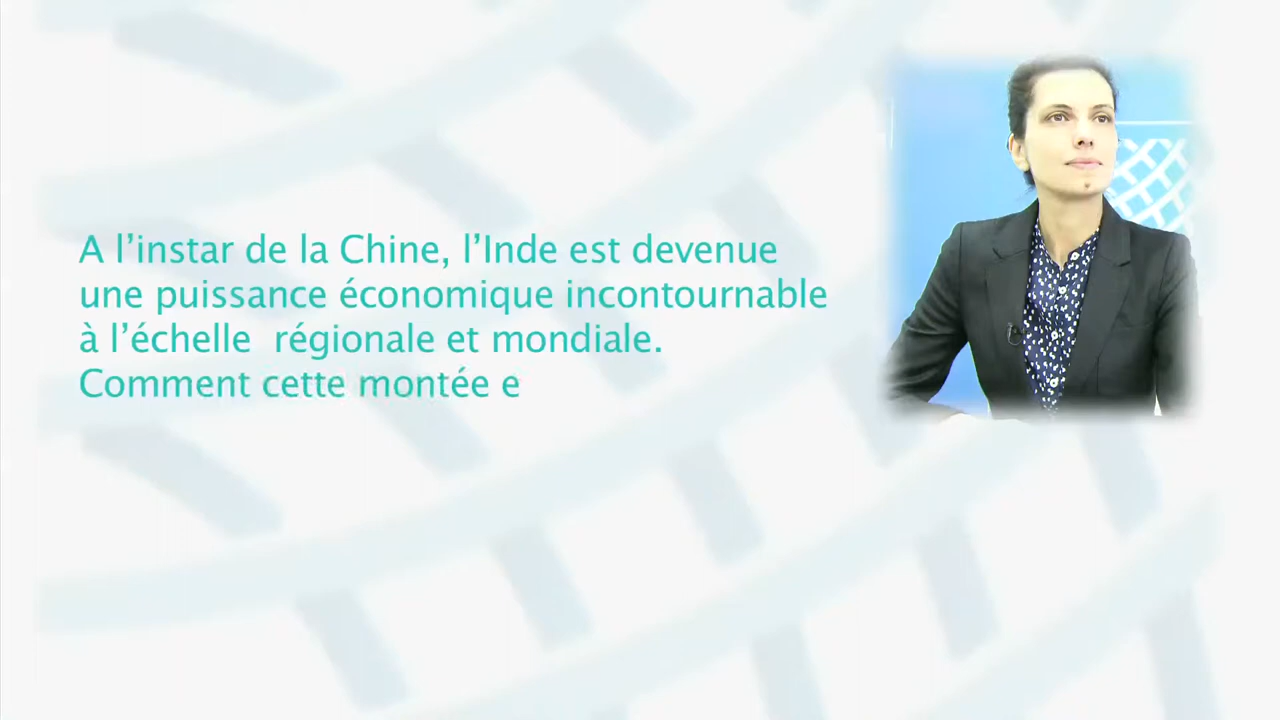 A l’instar de la Chine, l’Inde est devenue
une puissance économique incontournable
à l’échelle  régionale et mondiale.
Comment cette montée e